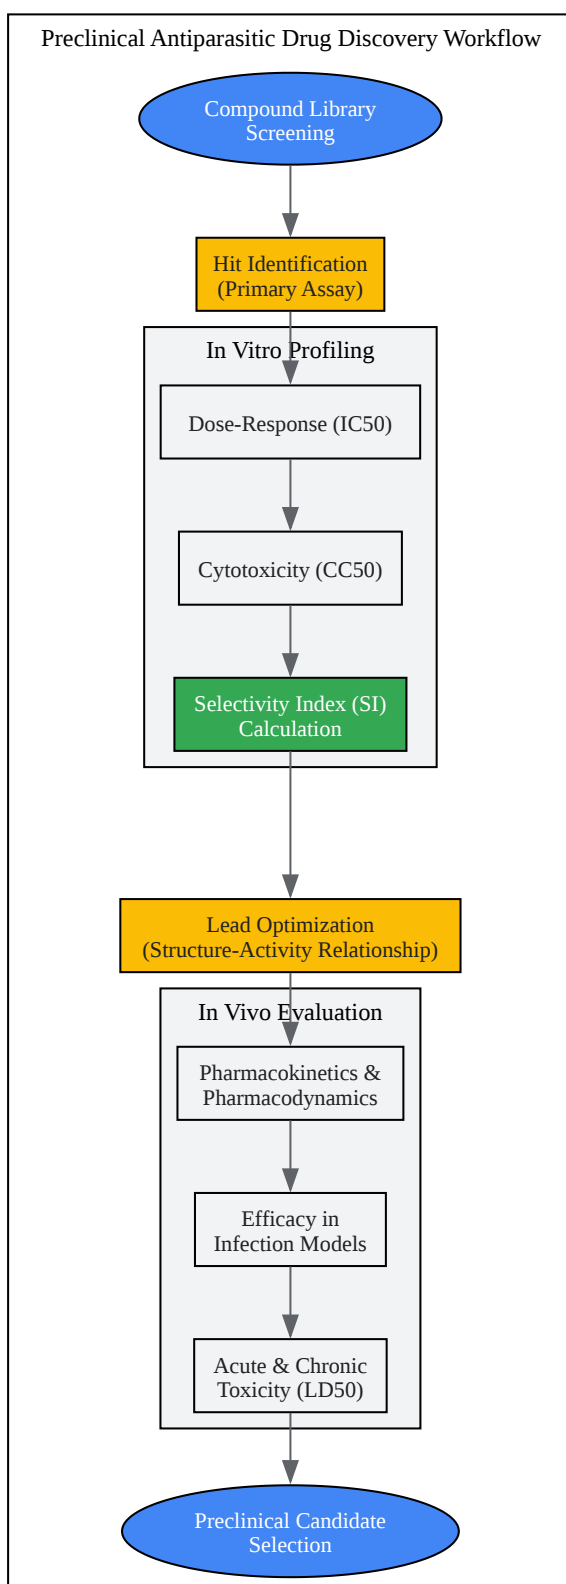 Preclinical Antiparasitic Drug Discovery Workflow
Compound Library
Screening
Hit Identification
(Primary Assay)
In Vitro Profiling
Dose-Response (IC50)
Cytotoxicity (CC50)
Selectivity Index (SI)
Calculation
Lead Optimization
(Structure-Activity Relationship)
In Vivo Evaluation
Pharmacokinetics &
Pharmacodynamics
Efficacy in
Infection Models
Acute & Chronic
Toxicity (LD50)
Preclinical Candidate
Selection